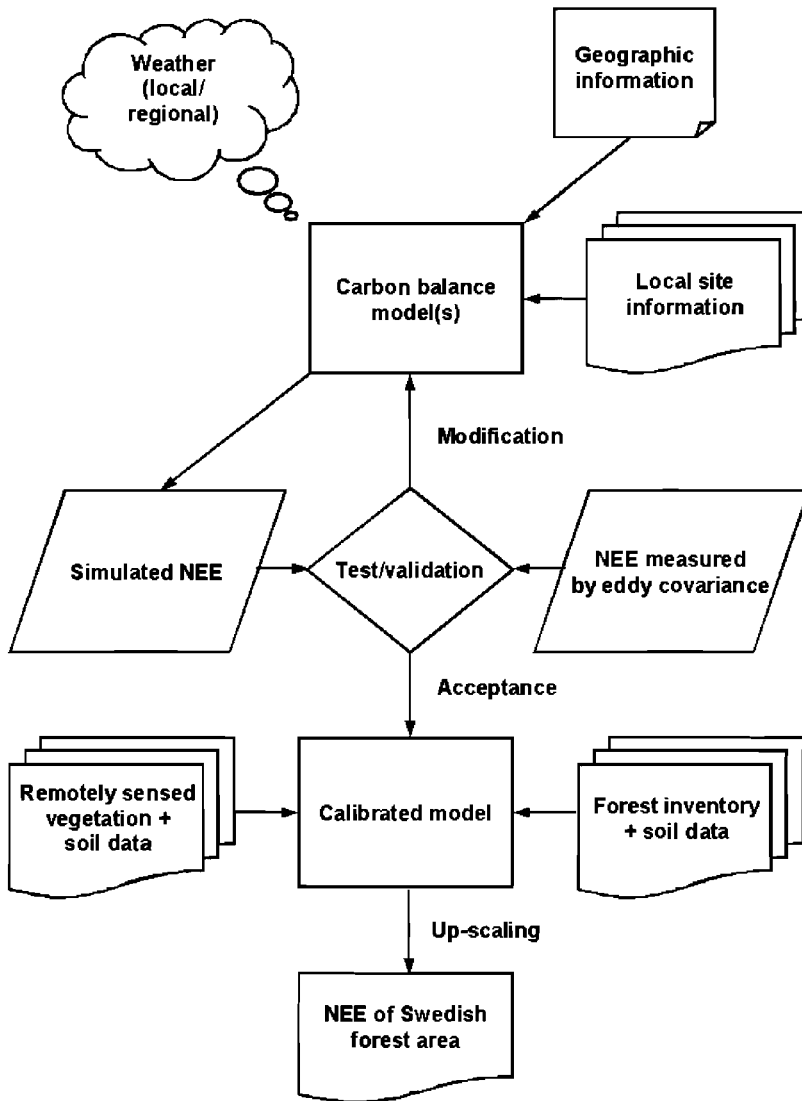 Weather
(local/
regional)
Geographic
information
Carbon balance
model(s)
Local site
information
Modification
Simulated NEE
Test/validation
NEE measured
by eddy covariance
Acceptance
Remotely sensed
vegetation +
soil data
Calibrated model
Forest inventory
+ soil data
Up-scaling
NEE of Swedish
forest area